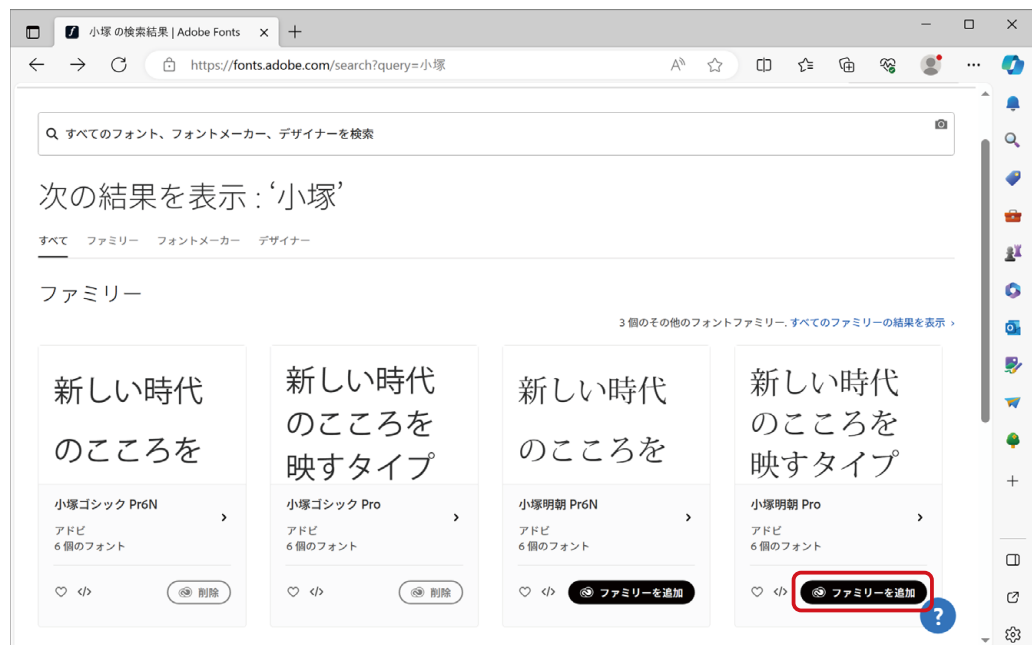 小塚 の検索結果 | Adobe Fonts
https://fonts.adobe.com/search?query=小塚
すべてのフォント、フォントメーカー、デザイナーを検索
次の結果を表示 : ‘小塚’
すべて ファミリー フォントメーカー デザイナー
ファミリー
3 個のその他のフォントファミリー. すべてのファミリーの結果を表示 ›
新しい時代
のこころを
小塚ゴシック Pr6N
アドビ
6 個のフォント
削除
新しい時代
のこころを
映すタイプ
小塚ゴシック Pro
アドビ
6 個のフォント
削除
新しい時代
のこころを
小塚明朝 Pr6N
アドビ
6 個のフォント
ファミリーを追加
新しい時代
のこころを
映すタイプ
小塚明朝 Pro
アドビ
6 個のフォント
ファミリーを追加
?